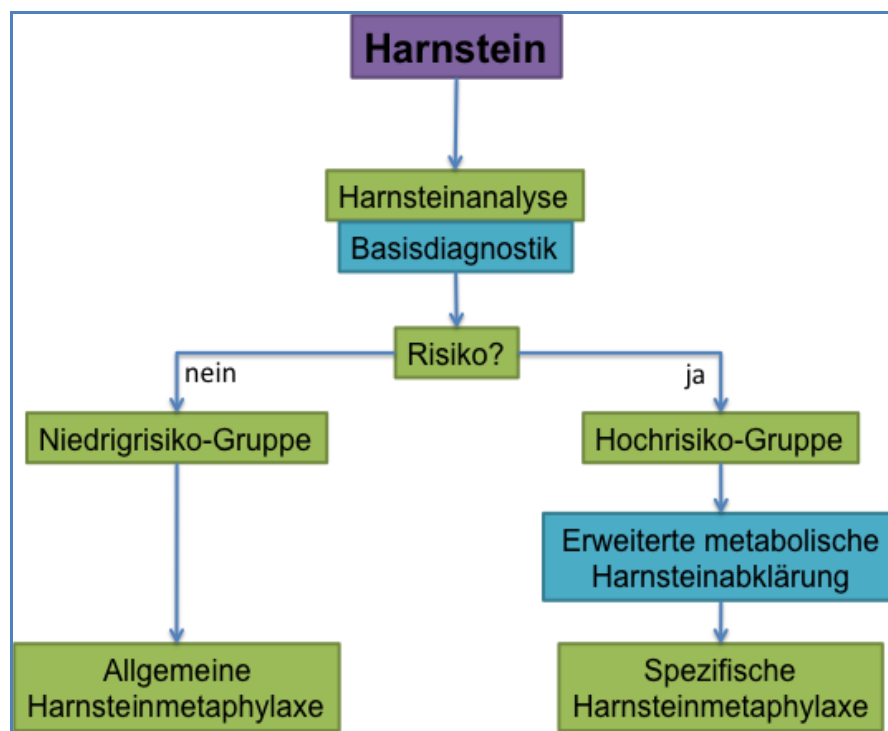 Harnstein
Harnsteinanalyse
Basisdiagnostik
Risiko?
nein
ja
Niedrigrisiko-Gruppe
Hochrisiko-Gruppe
Erweiterte metabolische
Harnsteinabklärung
Allgemeine
Harnsteinmetaphylaxe
Spezifische
Harnsteinmetaphylaxe